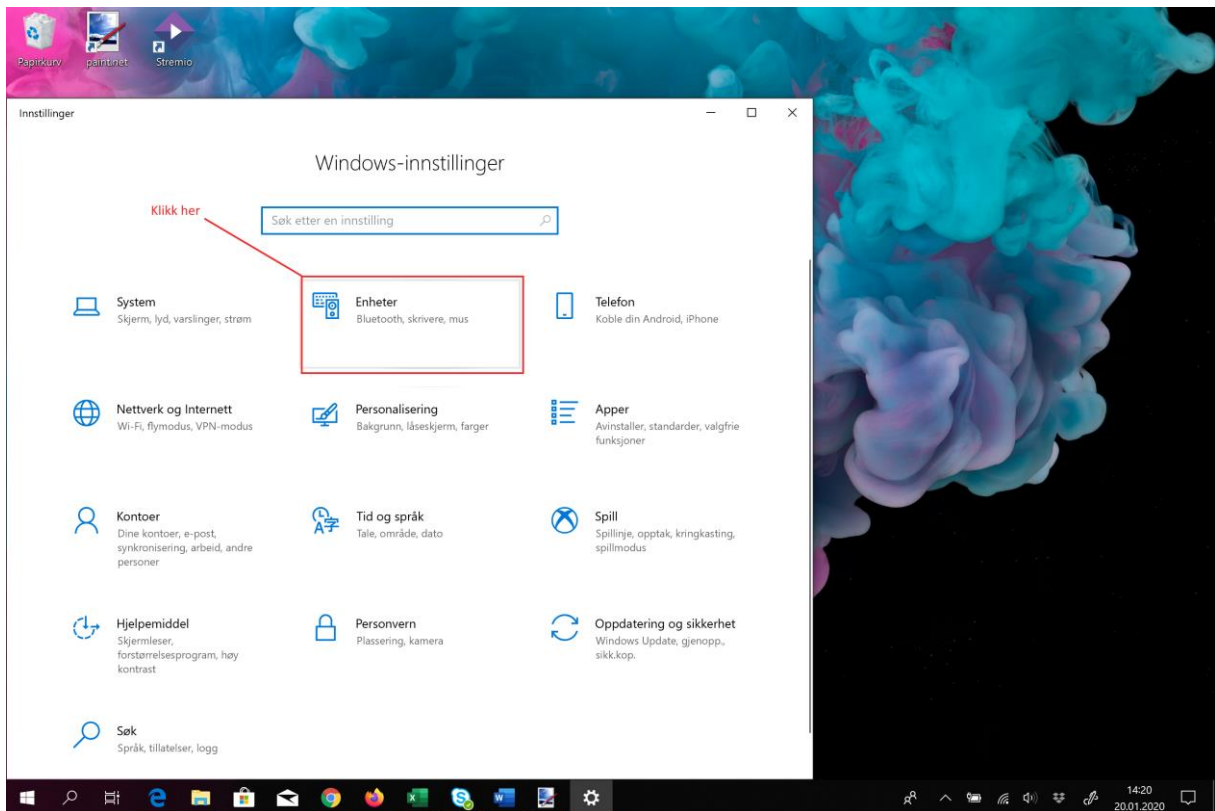 Papirkurv
paint.net
Stremio
Innstillinger
Windows-innstillinger
Klikk her
Søk etter en innstilling
System
Skjerm, lyd, varslinger, strøm
Enheter
Bluetooth, skrivere, mus
Telefon
Koble din Android, iPhone
Nettverk og Internett
Wi-Fi, flymodus, VPN-modus
Personalisering
Bakgrunn, låseskjerm, farger
Apper
Avinstaller, standarder, valgfrie
funksjoner
Kontoer
Dine kontoer, e-post,
synkronisering, arbeid, andre
personer
Tid og språk
Tale, område, dato
Spill
Spillinje, opptak, kringkasting,
spillmodus
Hjelpemiddel
Skjermleser,
forstørrelsesprogram, høy
kontrast
Personvern
Plassering, kamera
Oppdatering og sikkerhet
Windows Update, gjenopp.,
sikk.kop.
Søk
Språk, tillatelser, logg
14:20
20.01.2020